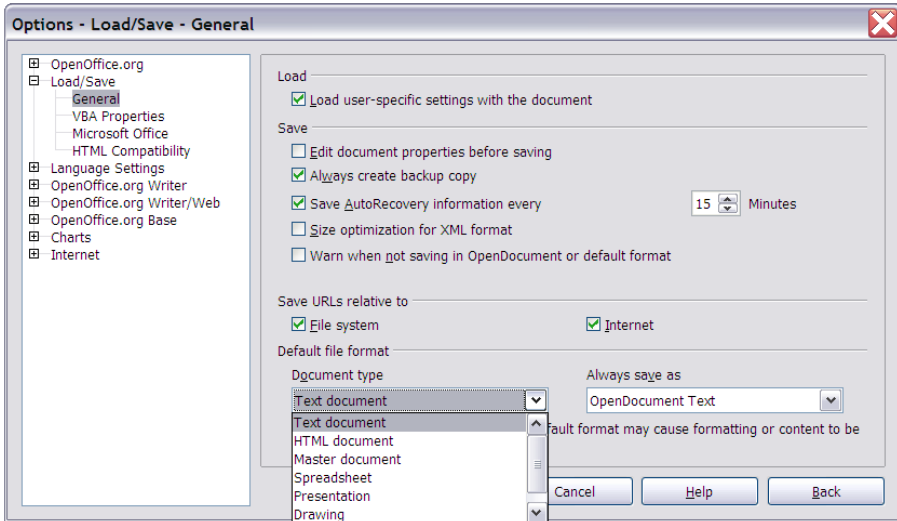 Options - Load/Save - General
OpenOffice.org
Load/Save
General
VBA Properties
Microsoft Office
HTML Compatibility
Language Settings
OpenOffice.org Writer
OpenOffice.org Writer/Web
OpenOffice.org Base
Charts
Internet
Load
Load user-specific settings with the document
Save
Edit document properties before saving
Always create backup copy
Save AutoRecovery information every 15 Minutes
Size optimization for XML format
Warn when not saving in OpenDocument or default format
Save URLs relative to
File system Internet
Default file format
Document type Always save as
Text document OpenDocument Text
Text document
HTML document
Master document
Spreadsheet
Presentation
Drawing
fault format may cause formatting or content to be
Cancel Help Back